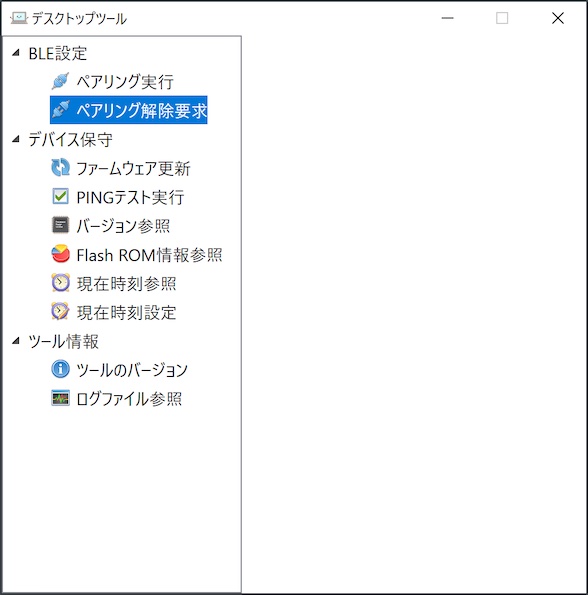 デスクトップツール
BLE設定
ペアリング実行
ペアリング解除要求
デバイス保守
ファームウェア更新
PINGテスト実行
バージョン参照
Flash ROM情報参照
現在時刻参照
現在時刻設定
ツール情報
ツールのバージョン
ログファイル参照